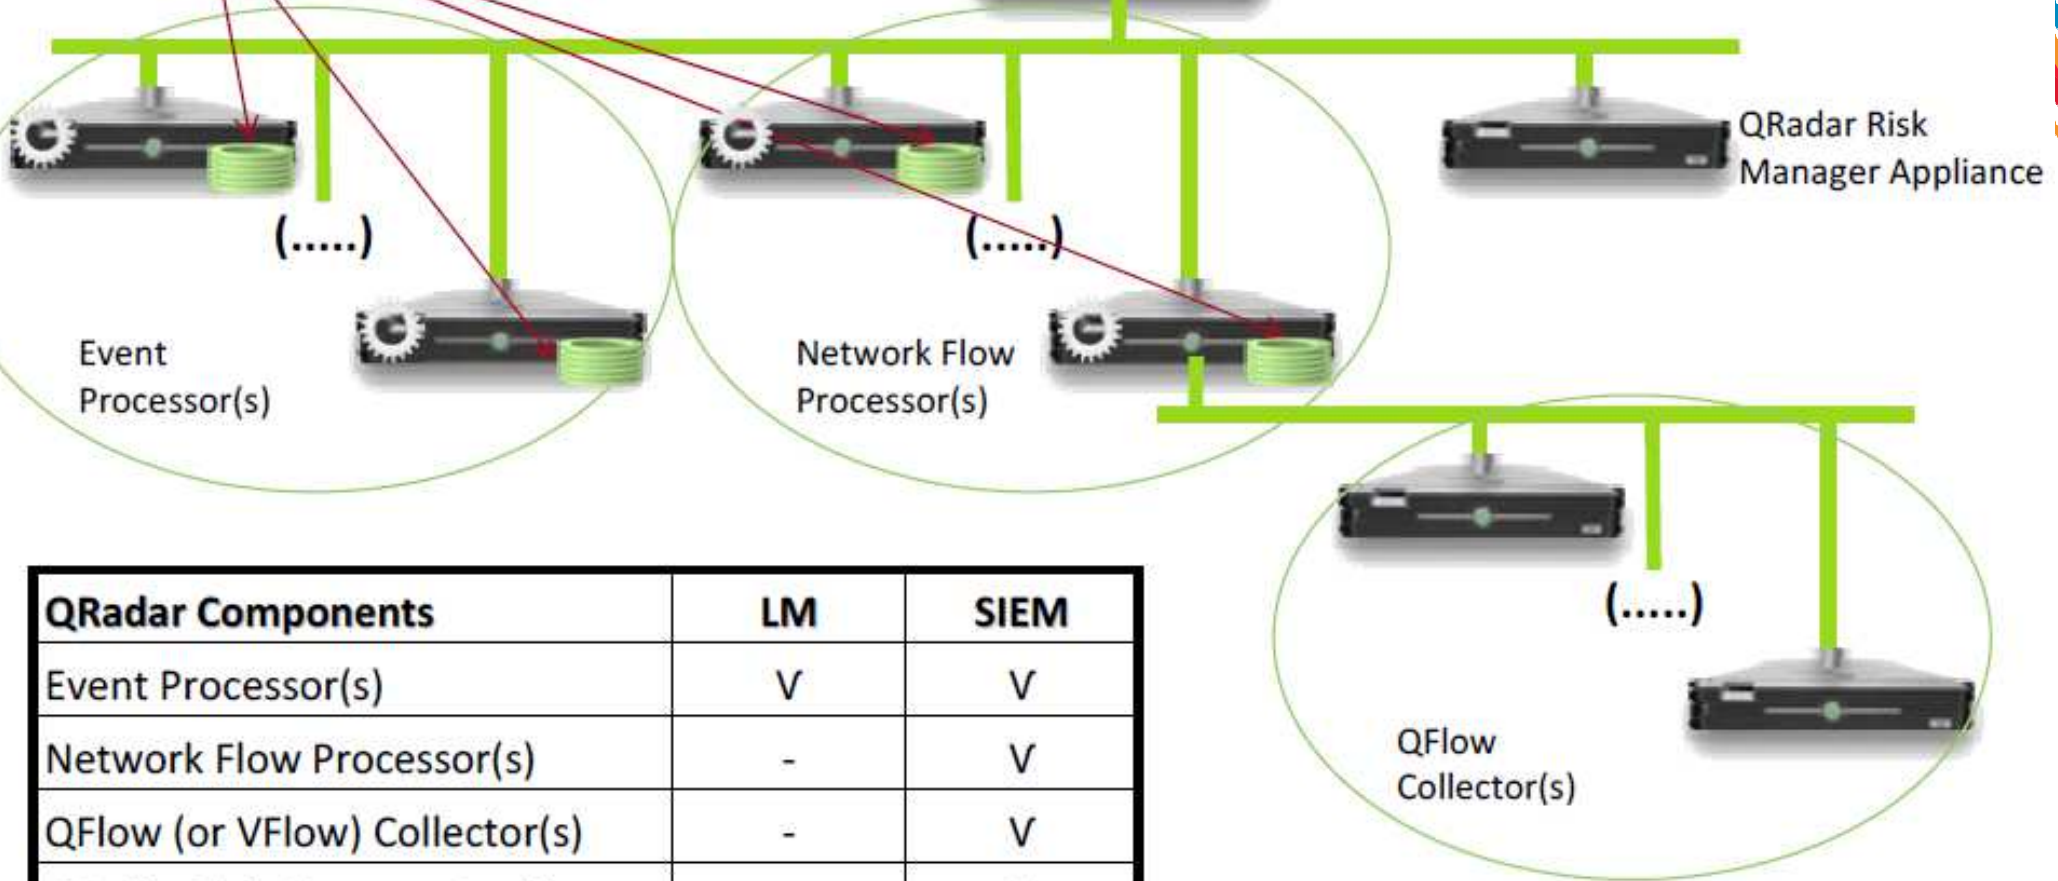 QRadar Risk
Manager Appliance
(.....)
(.....)
Event
Processor(s)
Network Flow
Processor(s)
(.....)
QFlow
Collector(s)
QRadar Components LM SIEM
Event Processor(s) V V
Network Flow Processor(s) - V
QFlow (or VFlow) Collector(s) - V